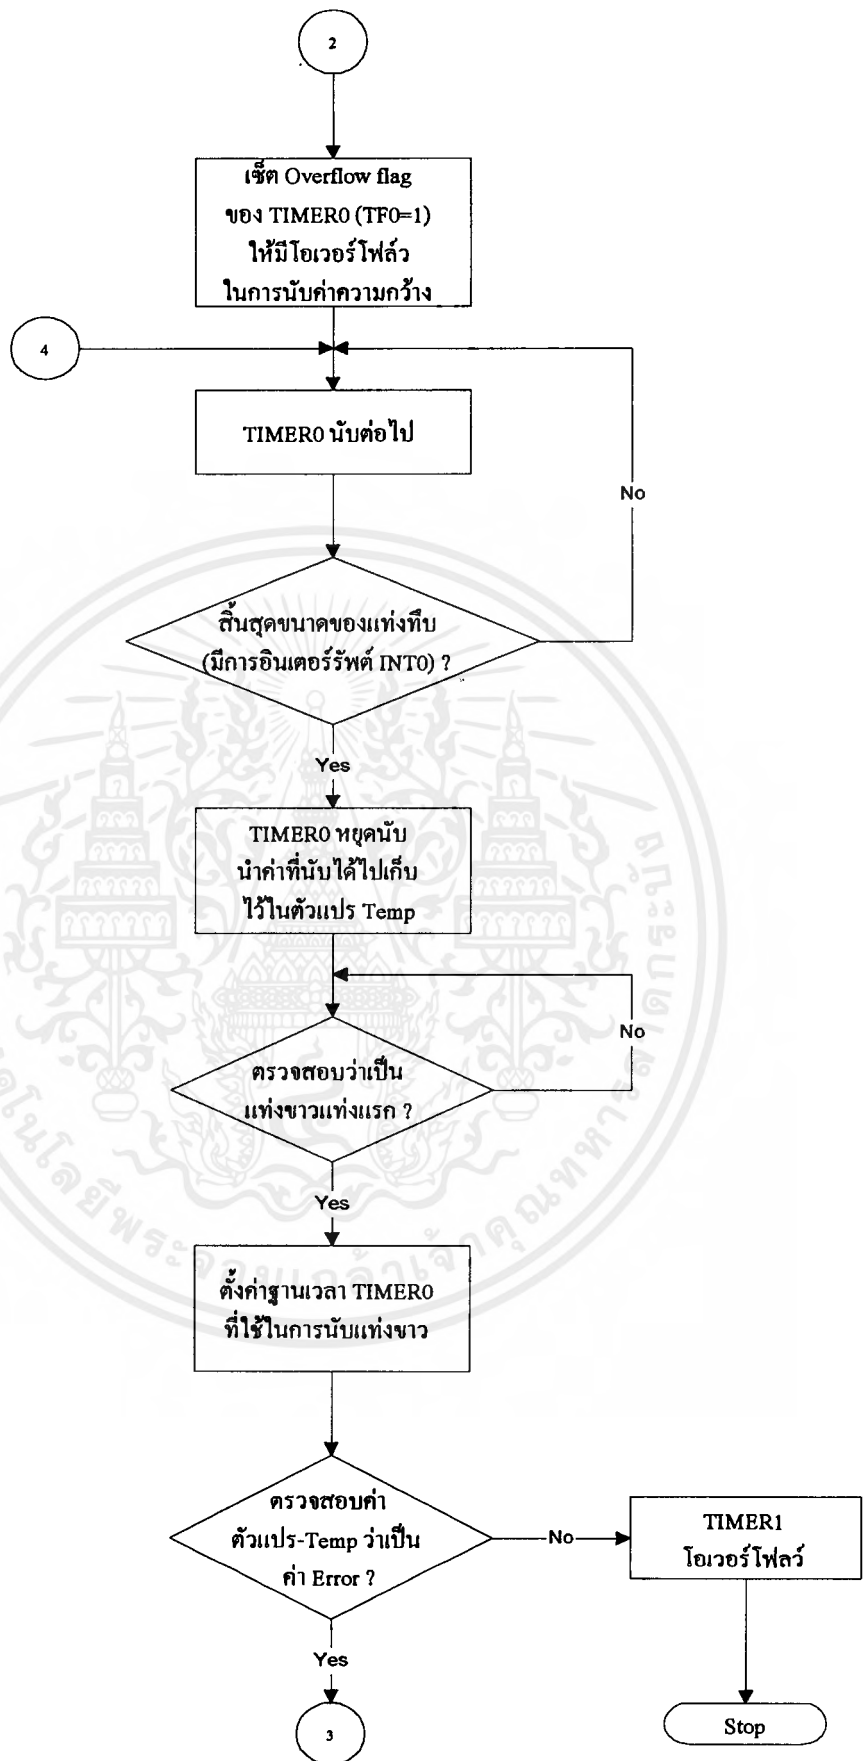 2
เซ็ต Overflow flag
ของ TIMER0 (TF0=1)
ให้มีโอเวอร์โฟล์ว
ในการนับค่าความกว้าง
4
TIMER0 นับต่อไป
No
สิ้นสุดขนาดของแท่งทึบ
(มีการอินเตอร์รัพต์ INT0) ?
Yes
TIMER0 หยุดนับ
นำค่าที่นับได้ไปเก็บ
ไว้ในตัวแปร Temp
No
ตรวจสอบว่าเป็น
แท่งขาวแท่งแรก ?
Yes
ตั้งค่าฐานเวลา TIMER0
ที่ใช้ในการนับแท่งขาว
ตรวจสอบค่า
ตัวแปร-Temp ว่าเป็น
ค่า Error ?
No
TIMER1
โอเวอร์โฟลว์
Yes
3
Stop